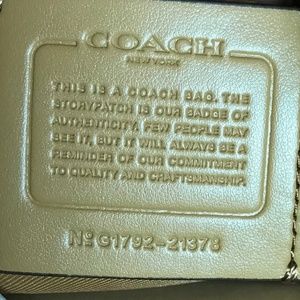 COACH
NEW YORK
THIS IS A COACH BAG. THE
STORYPATCH IS OUR BADGE OF
AUTHENTICITY. FEW PEOPLE MAY
SEE IT, BUT IT WILL ALWAYS BE A
REMINDER OF OUR COMMITMENT
TO QUALITY AND CRAFTSMANSHIP.
Nº G1792-21378